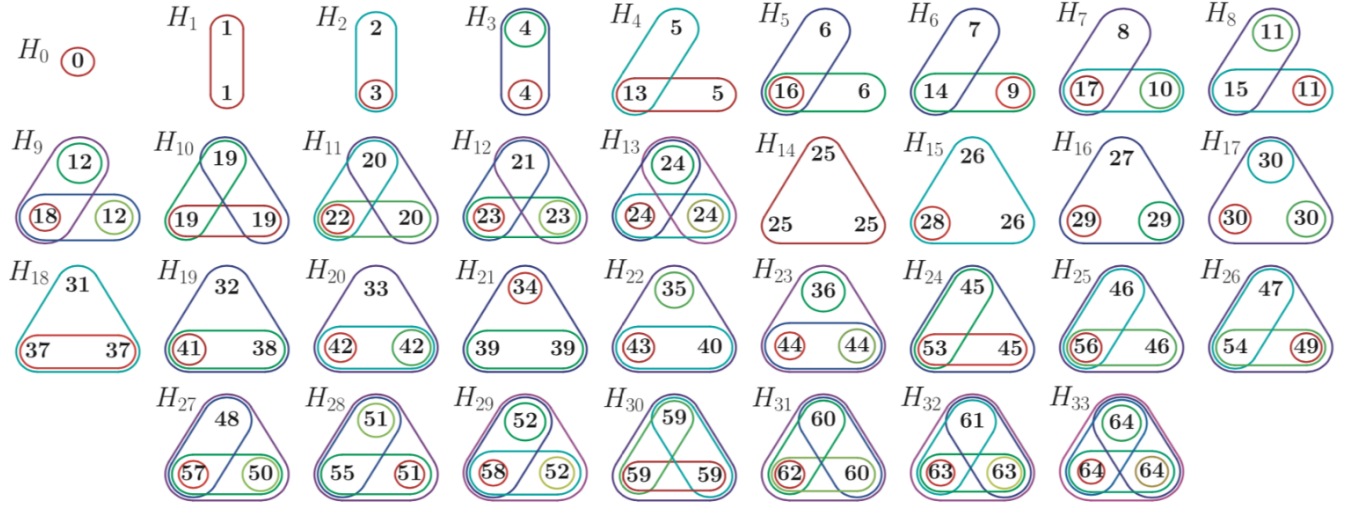 H₀ 0 H₁ 1 1 H₂ 2 3 H₃ 4 4 H₄ 5 13 5 H₅ 6 16 6 H₆ 7 14 9 H₇ 8 17 10 H₈ 11 15 11
H₉ 12 18 12 H₁₀ 19 19 19 H₁₁ 20 22 20 H₁₂ 21 23 23 H₁₃ 24 24 24 H₁₄ 25 25 25 H₁₅ 26 28 26 H₁₆ 27 29 29 H₁₇ 30 30 30
H₁₈ 31 37 37 H₁₉ 32 41 38 H₂₀ 33 42 42 H₂₁ 34 39 39 H₂₂ 35 43 40 H₂₃ 36 44 44 H₂₄ 45 53 45 H₂₅ 46 56 46 H₂₆ 47 54 49
H₂₇ 48 57 50 H₂₈ 51 55 51 H₂₉ 52 58 52 H₃₀ 59 59 59 H₃₁ 60 62 60 H₃₂ 61 63 63 H₃₃ 64 64 64